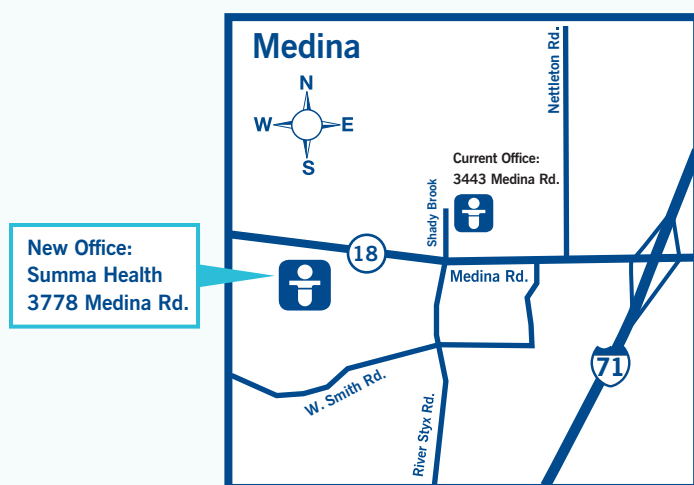 Medina
N
W
E
S
Nettleton Rd.
Current Office:
3443 Medina Rd.
Shady Brook
New Office:
Summa Health
3778 Medina Rd.
18
Medina Rd.
71
W. Smith Rd.
River Styx Rd.